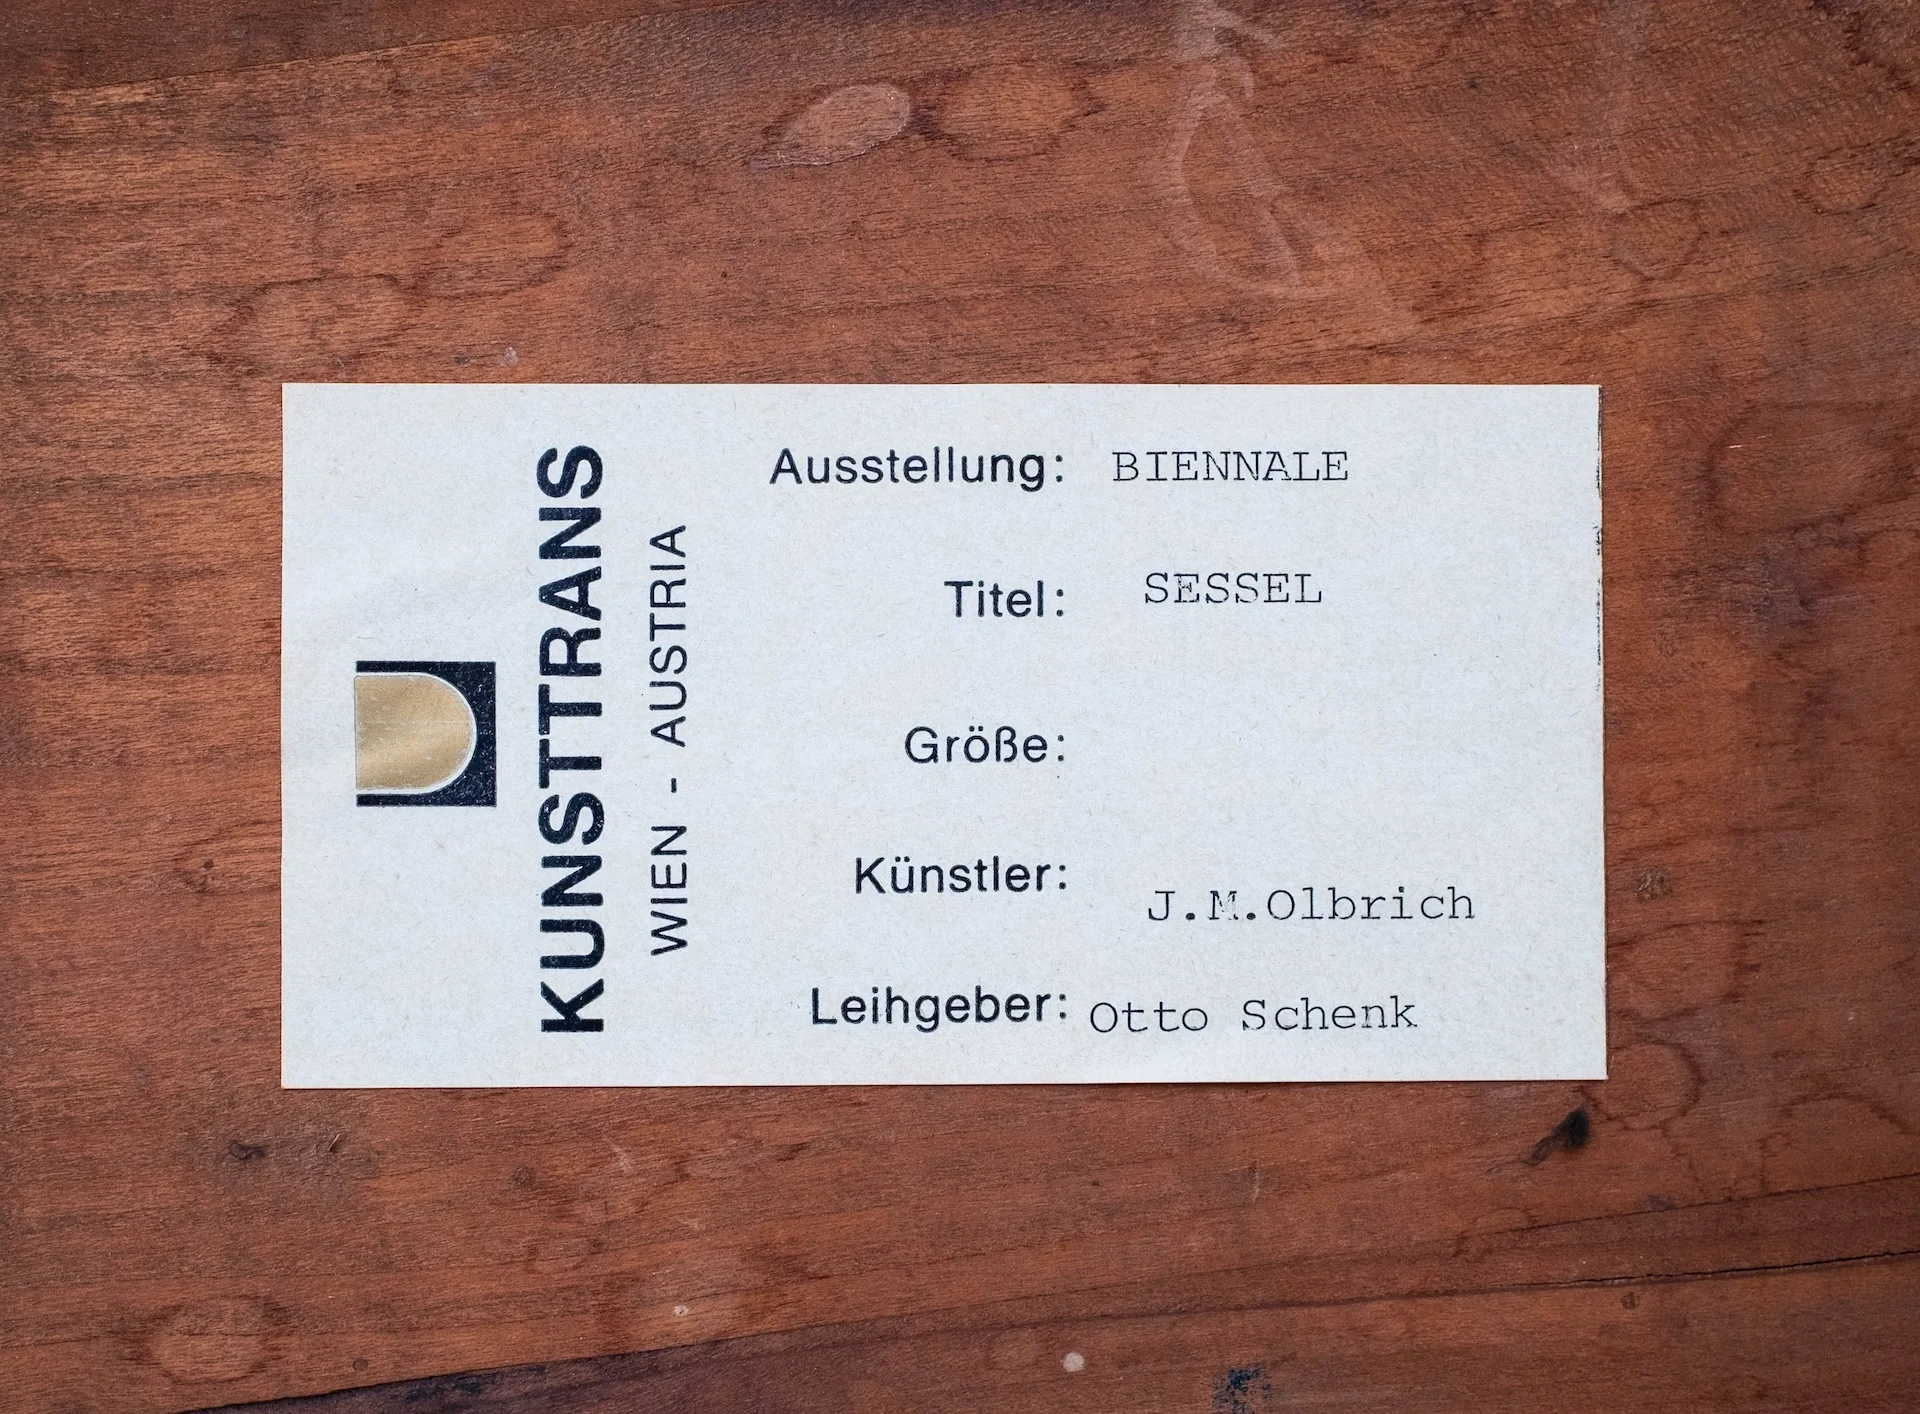 KUNSTTRANS
WIEN - AUSTRIA
Ausstellung: BIENNALE
Titel: SESSEL
Größe:
Künstler: J.M.Olbrich
Leihgeber: Otto Schenk